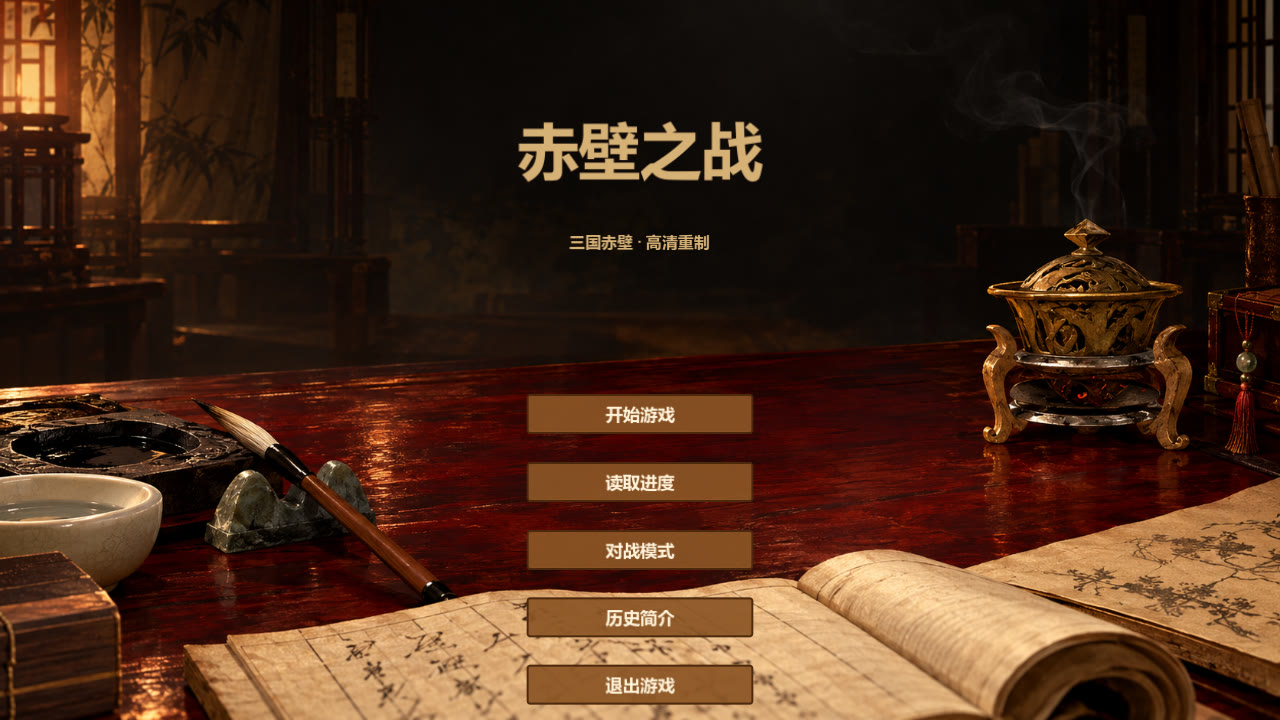 赤壁之战
三国赤壁 · 高清重制
开始游戏
读取进度
对战模式
历史简介
退出游戏